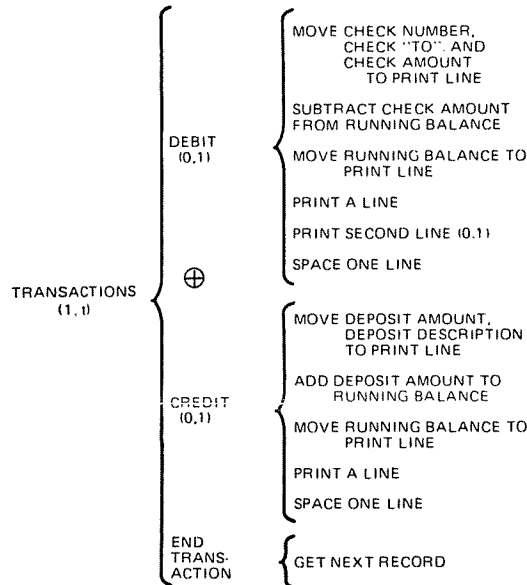 MOVE CHECK NUMBER,
CHECK "TO". AND
CHECK AMOUNT
TO PRINT LINE
SUBTRACT CHECK AMOUNT
FROM RUNNING BALANCE
DEBIT
(0,1)
MOVE RUNNING BALANCE TO
PRINT LINE
PRINT A LINE
PRINT SECOND LINE (0,1)
SPACE ONE LINE
⊕
TRANSACTIONS
(1,t)
MOVE DEPOSIT AMOUNT,
DEPOSIT DESCRIPTION
TO PRINT LINE
ADD DEPOSIT AMOUNT TO
RUNNING BALANCE
CREDIT
(0,1)
MOVE RUNNING BALANCE TO
PRINT LINE
PRINT A LINE
SPACE ONE LINE
END
TRANS-
ACTION
GET NEXT RECORD